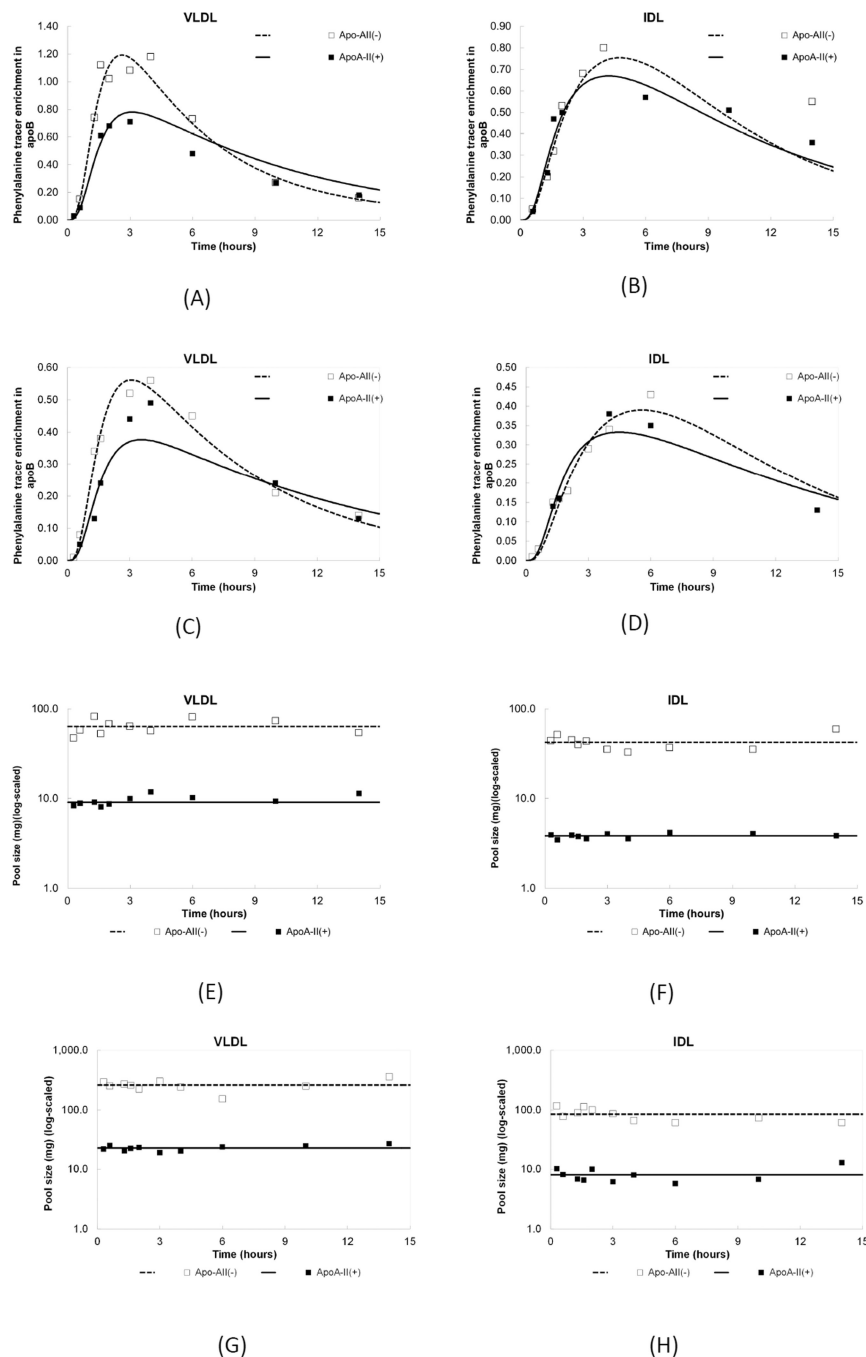 VLDL
Phenylalanine tracer enrichment in
apoB
1.20
1.00
0.80
0.60
0.40
0.20
0.00
0 3 6 9 12 15
Time (hours)
Apo-AII(-)
ApoA-II(+)
(A)
IDL
Phenylalanine tracer enrichment in
apoB
0.90
0.80
0.70
0.60
0.50
0.40
0.30
0.20
0.10
0.00
0 3 6 9 12 15
Time (hours)
Apo-AII(-)
ApoA-II(+)
(B)
VLDL
Phenylalanine tracer enrichment in
apoB
0.60
0.50
0.40
0.30
0.20
0.10
0.00
0 3 6 9 12 15
Time (hours)
Apo-AII(-)
ApoA-II(+)
(C)
IDL
Phenylalanine tracer enrichment in
apoB
0.50
0.45
0.40
0.35
0.30
0.25
0.20
0.15
0.10
0.05
0.00
0 3 6 9 12 15
Time (hours)
Apo-AII(-)
ApoA-II(+)
(D)
VLDL
Pool size (mg)(log-scaled)
100.0
10.0
1.0
0 3 6 9 12 15
Time (hours)
Apo-AII(-) ApoA-II(+)
(E)
IDL
Pool size (mg)(log-scaled)
100.0
10.0
1.0
0 3 6 9 12 15
Time (hours)
Apo-AII(-) ApoA-II(+)
(F)
VLDL
Pool size (mg) (log-scaled)
1,000.0
100.0
10.0
1.0
0 3 6 9 12 15
Time (hours)
Apo-AII(-) ApoA-II(+)
(G)
IDL
Pool size (mg) (log-scaled)
1,000.0
100.0
10.0
1.0
0 3 6 9 12 15
Time (hours)
Apo-AII(-) ApoA-II(+)
(H)